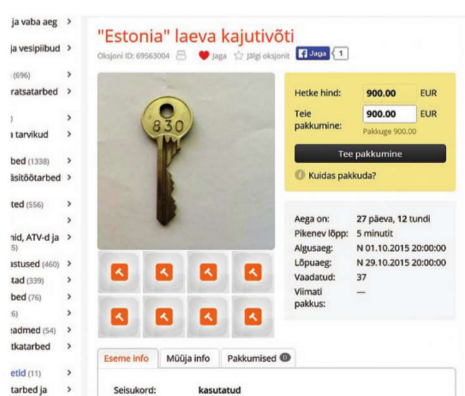 ja vaba aeg >
ja vesipiibud >
(696) >
ratsatarbed >
>
tarvikud >
bed (1338) >
äsitöötarbed >
ted (556) >
>
nid, ATV-d ja >
astused (460) >
tad (339) >
bed (76) >
>
eadmed (54) >
tkatarbed
etid (11) >
tarbed ja >
"Estonia" laeva kajutivõti
Oksjoni ID: 69563004 Jaga Jälgi oksjonit Jaga 1
830
Hetke hind: 900.00 EUR
Teie pakkumine: 900.00 EUR
Pakkuge 900.00
Tee pakkumine
Kuidas pakkuda?
Aega on: 27 päeva, 12 tundi
Pikenev lõpp: 5 minutit
Algusaeg: N 01.10.2015 20:00:00
Lõpuaeg: N 29.10.2015 20:00:00
Vaadatud: 37
Viimati pakkus: —
Eseme info Müüja info Pakkumised 0
Seisukord: kasutatud